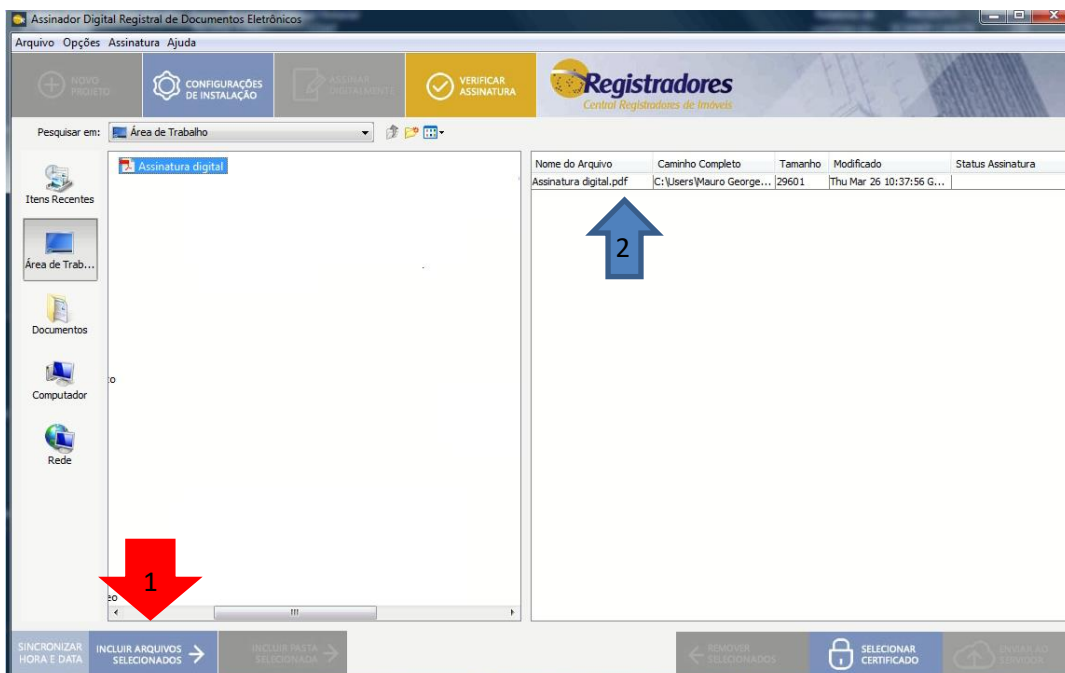 Assinador Digital Registral de Documentos Eletrônicos
Arquivo Opções Assinatura Ajuda
NOVO
PROJETO
CONFIGURAÇÕES
DE INSTALAÇÃO
ASSINAR
DIGITALMENTE
VERIFICAR
ASSINATURA
Registradores
Central Registradores de Imóveis
Pesquisar em: Área de Trabalho
Assinatura digital
Itens Recentes
Área de Trab...
Documentos
Computador
Rede
to
eo
Nome do Arquivo Caminho Completo Tamanho Modificado Status Assinatura
Assinatura digital.pdf C:\Users\Mauro George... 29601 Thu Mar 26 10:37:56 G...
2
1
SINCRONIZAR
HORA E DATA
INCLUIR ARQUIVOS
SELECIONADOS
INCLUIR PASTA
SELECIONADA
REMOVER
SELECIONADOS
SELECIONAR
CERTIFICADO
ENVIAR AO
SERVIDOR